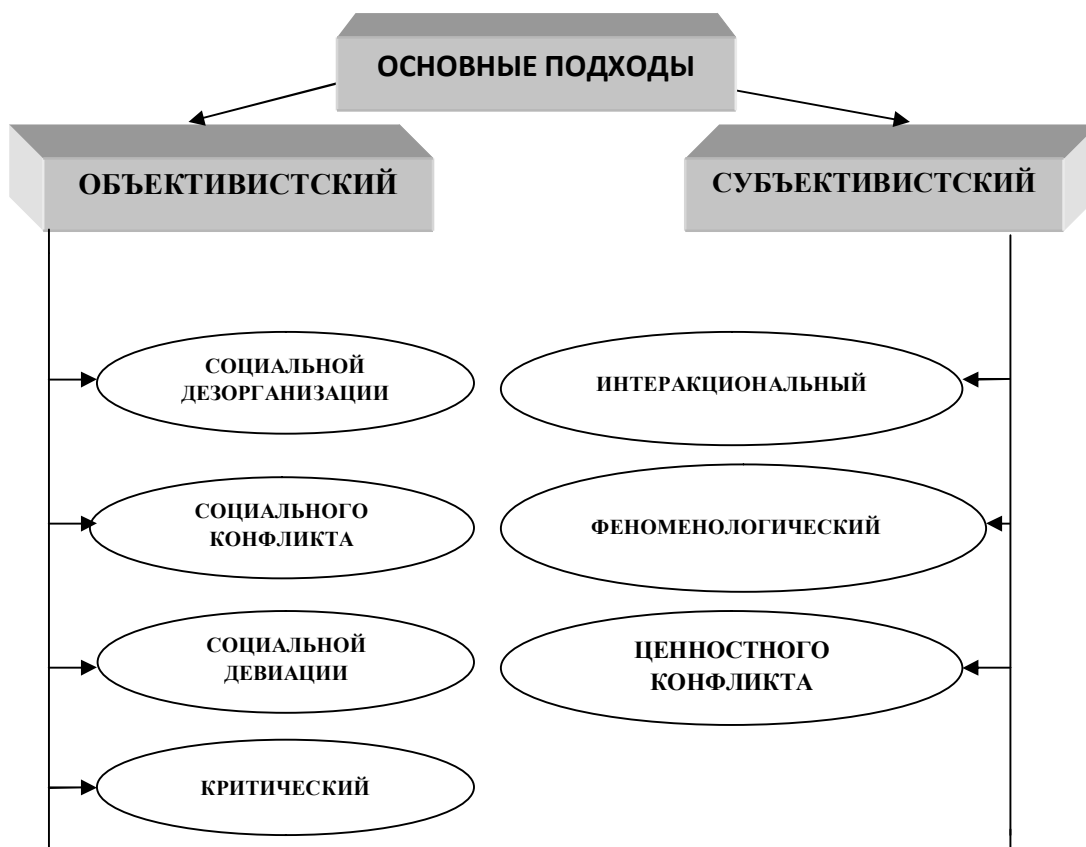 ОСНОВНЫЕ ПОДХОДЫ
ОБЪЕКТИВИСТСКИЙ
СУБЪЕКТИВИСТСКИЙ
СОЦИАЛЬНОЙ
ДЕЗОРГАНИЗАЦИИ
ИНТЕРАКЦИОНАЛЬНЫЙ
СОЦИАЛЬНОГО
КОНФЛИКТА
ФЕНОМЕНОЛОГИЧЕСКИЙ
СОЦИАЛЬНОЙ
ДЕВИАЦИИ
ЦЕННОСТНОГО
КОНФЛИКТА
КРИТИЧЕСКИЙ